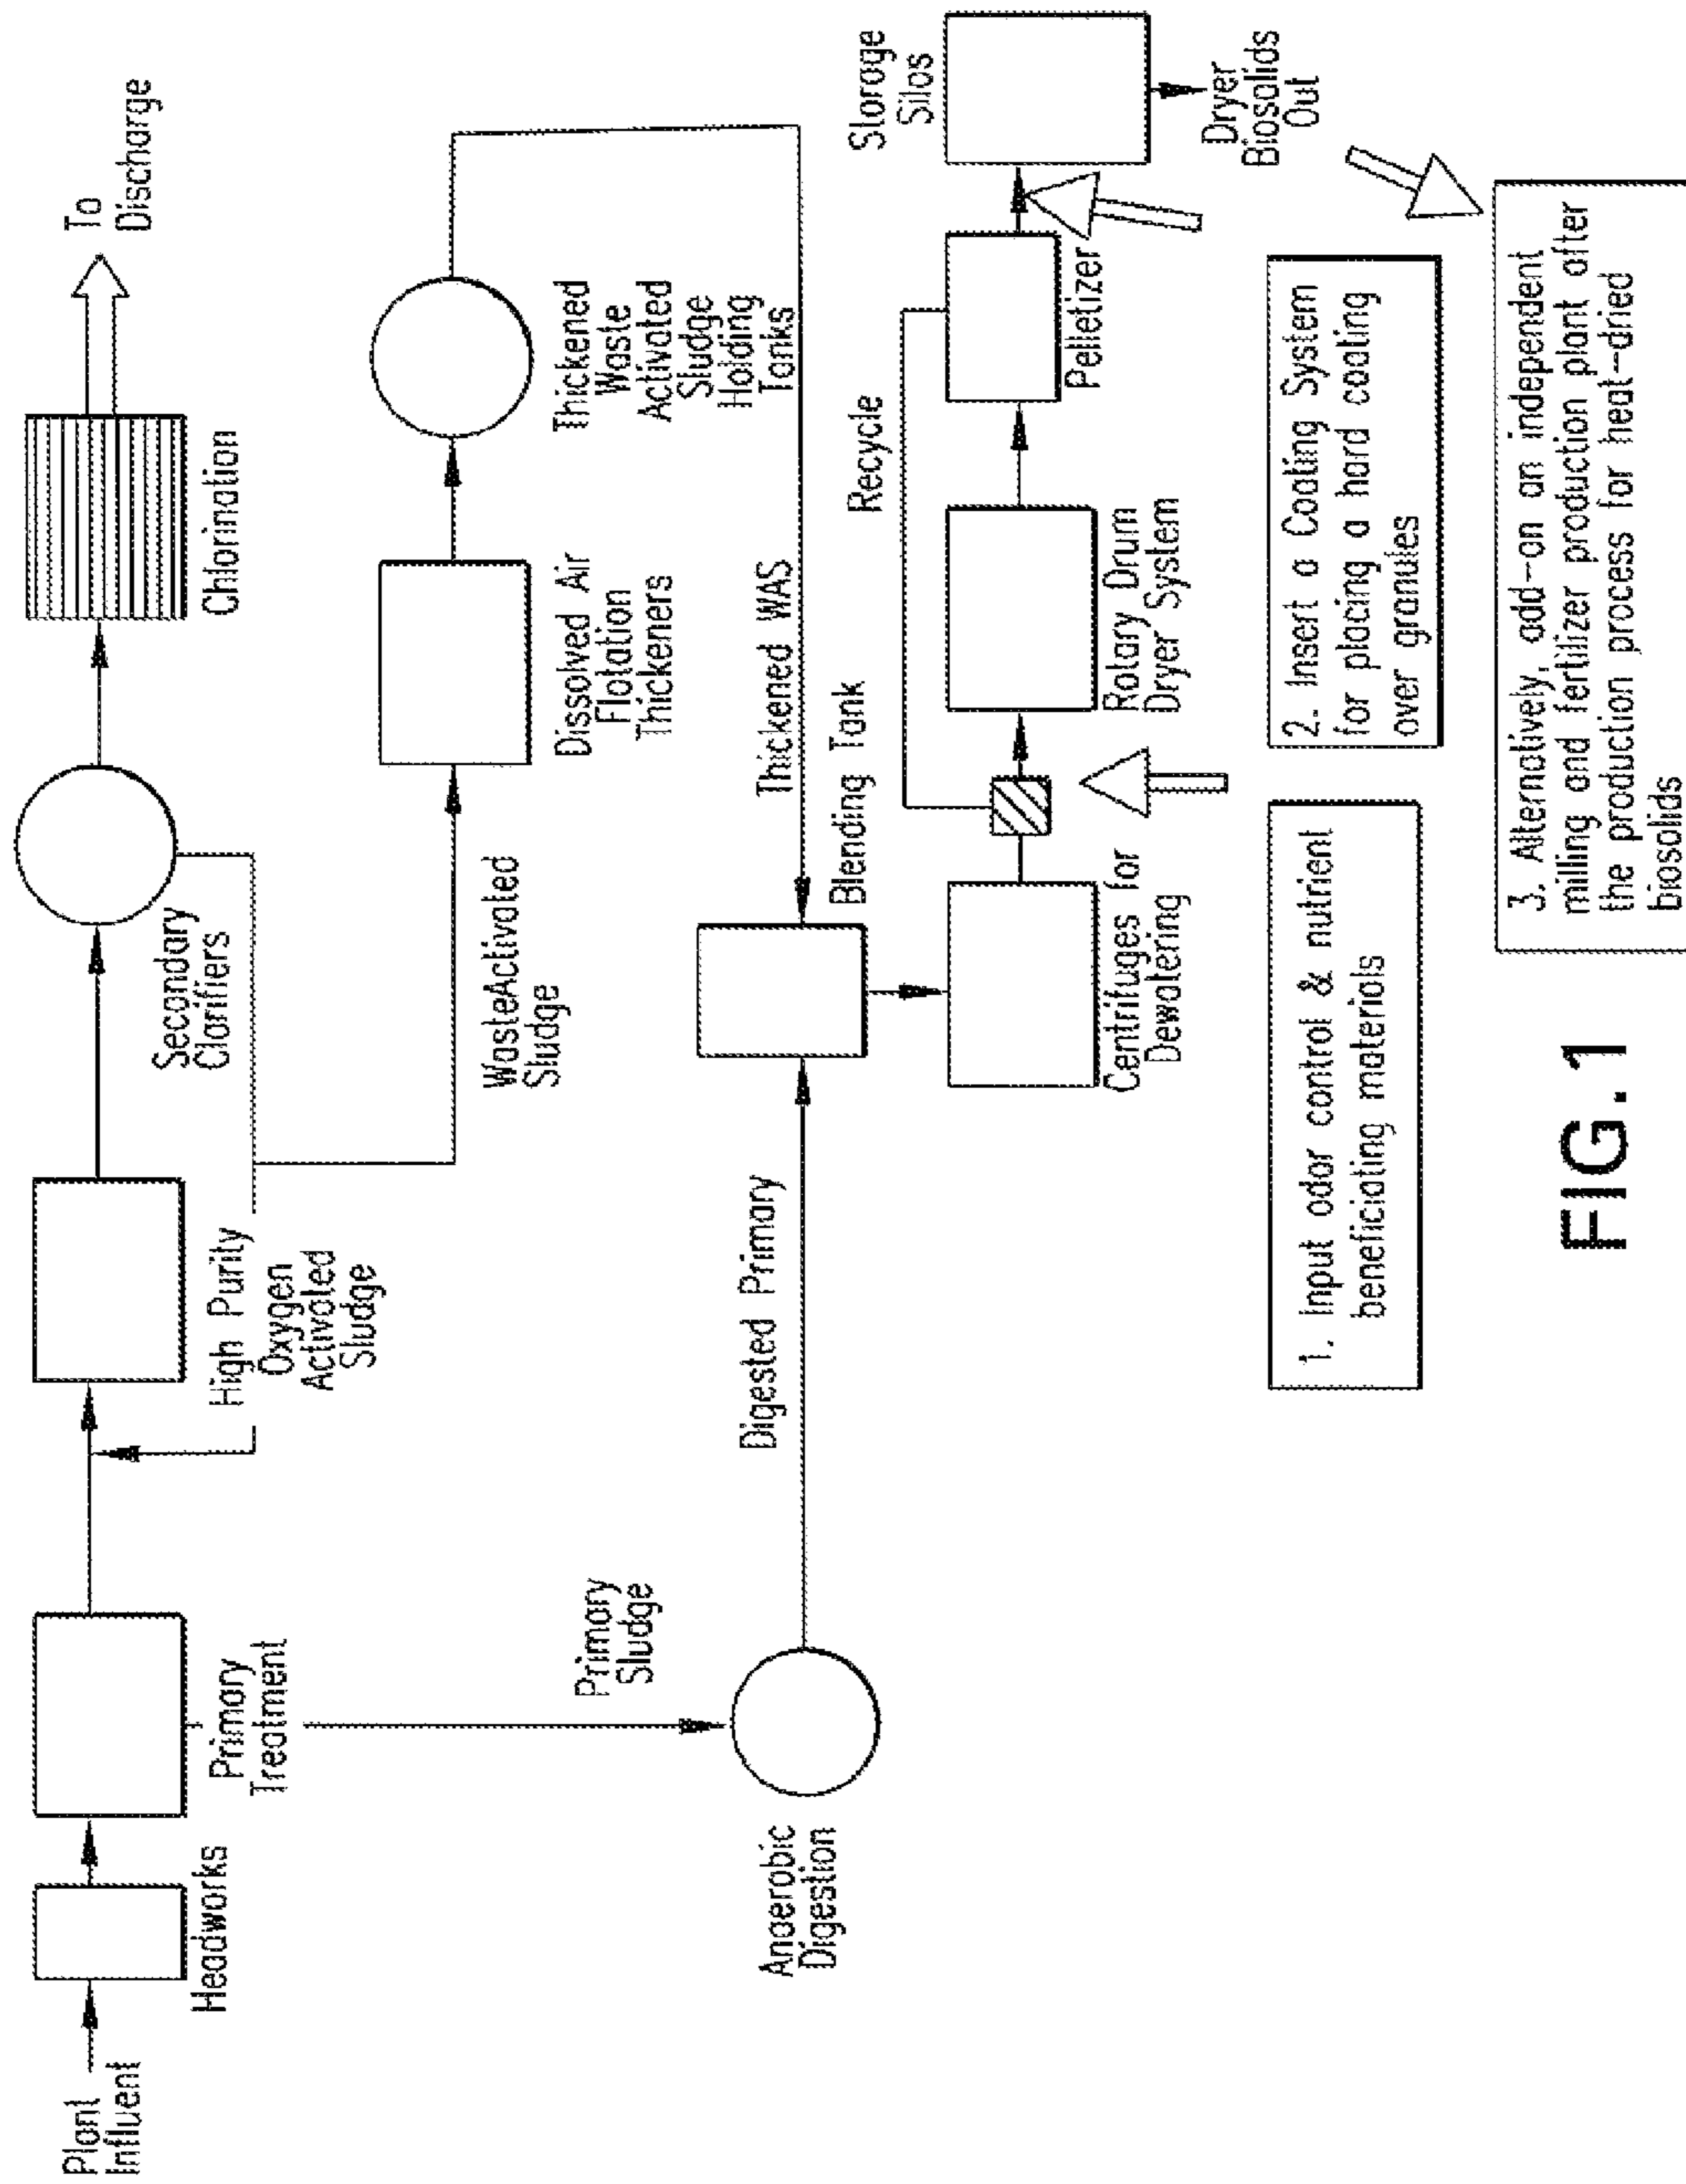 Plant
Influent
Headworks
Primary
Treatment
High Purity
Oxygen
Activated
Sludge
Secondary
Clarifiers
Chlorination
To
Discharge
WasteActivated
Sludge
Dissolved Air
Flotation
Thickeners
Thickened
Waste
Activated
Sludge
Holding
Tanks
Primary
Sludge
Anaerobic
Digestion
Digested Primary
Thickened WAS
Blending Tank
Centrifuges for
Dewatering
Recycle
Rotary Drum
Dryer System
Pelletizer
Storage
Silos
Dryer
Biosolids
Out
1. Input odor control & nutrient
beneficiating materials
2. Insert a Coating System
for placing a hard coating
over granules
3. Alternatively, add-on an independent
milling and fertilizer production plant after
the production process for heat-dried
biosolids
FIG.1